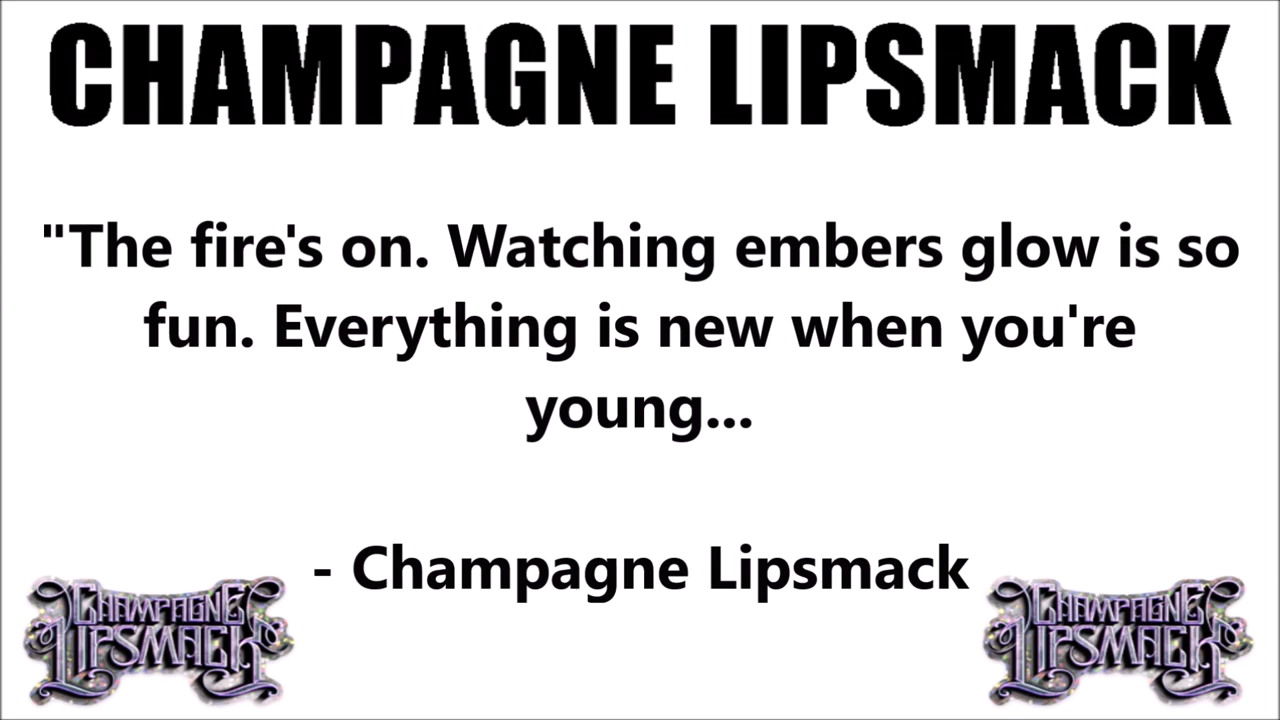 CHAMPAGNE LIPSMACK
"The fire's on. Watching embers glow is so
fun. Everything is new when you're
young...
- Champagne Lipsmack
CHAMPAGNE
LIPSMACK
CHAMPAGNE
LIPSMACK